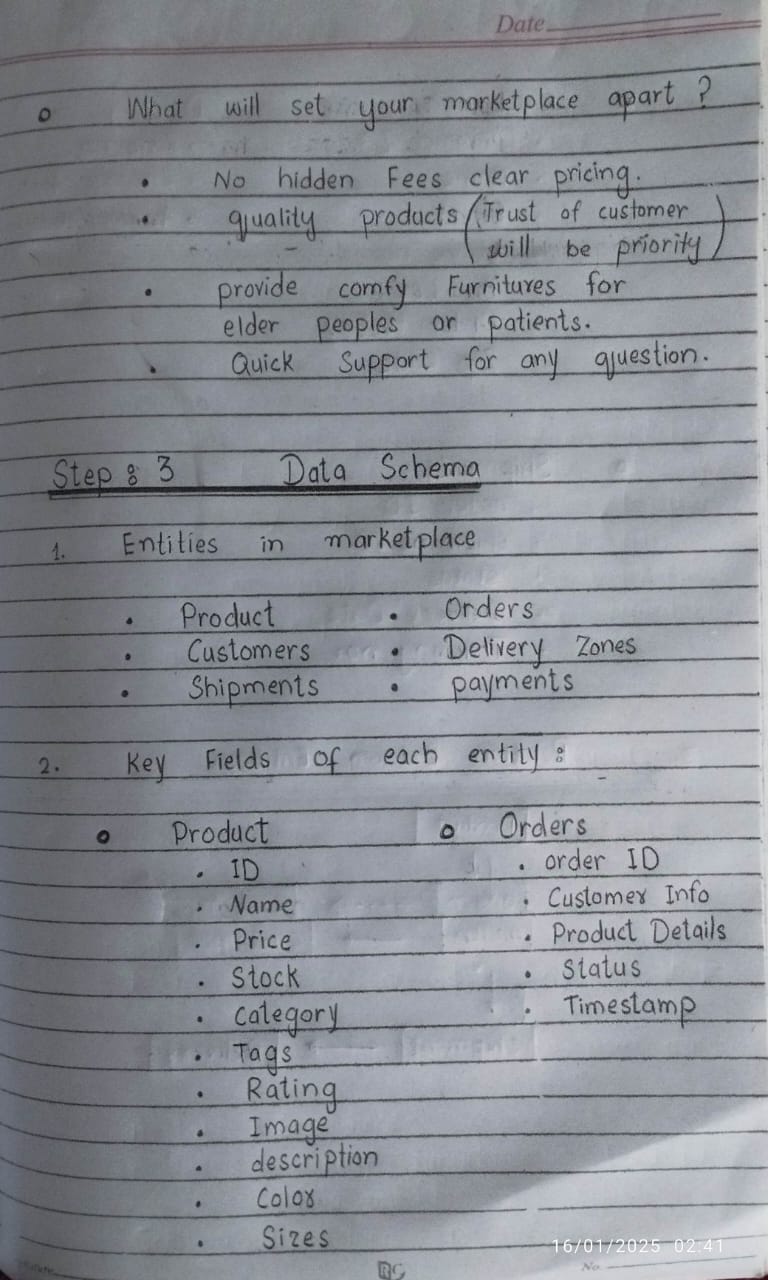 Date
What will set your marketplace apart ?
No hidden Fees clear pricing.
quality products (Trust of customer
will be priority)
provide comfy Furnitures for
elder peoples or patients.
Quick Support for any question.
Step : 3 Data Schema
1. Entities in marketplace
• Product • Orders
• Customers • Delivery Zones
• Shipments • payments
2. Key Fields of each entity :
Product
• ID
• Name
• Price
• Stock
• Category
• Tags
• Rating
• Image
• description
• Color
• Sizes
Orders
• order ID
• Customer Info
• Product Details
• Status
• Timestamp
16/01/2025 02:41
No